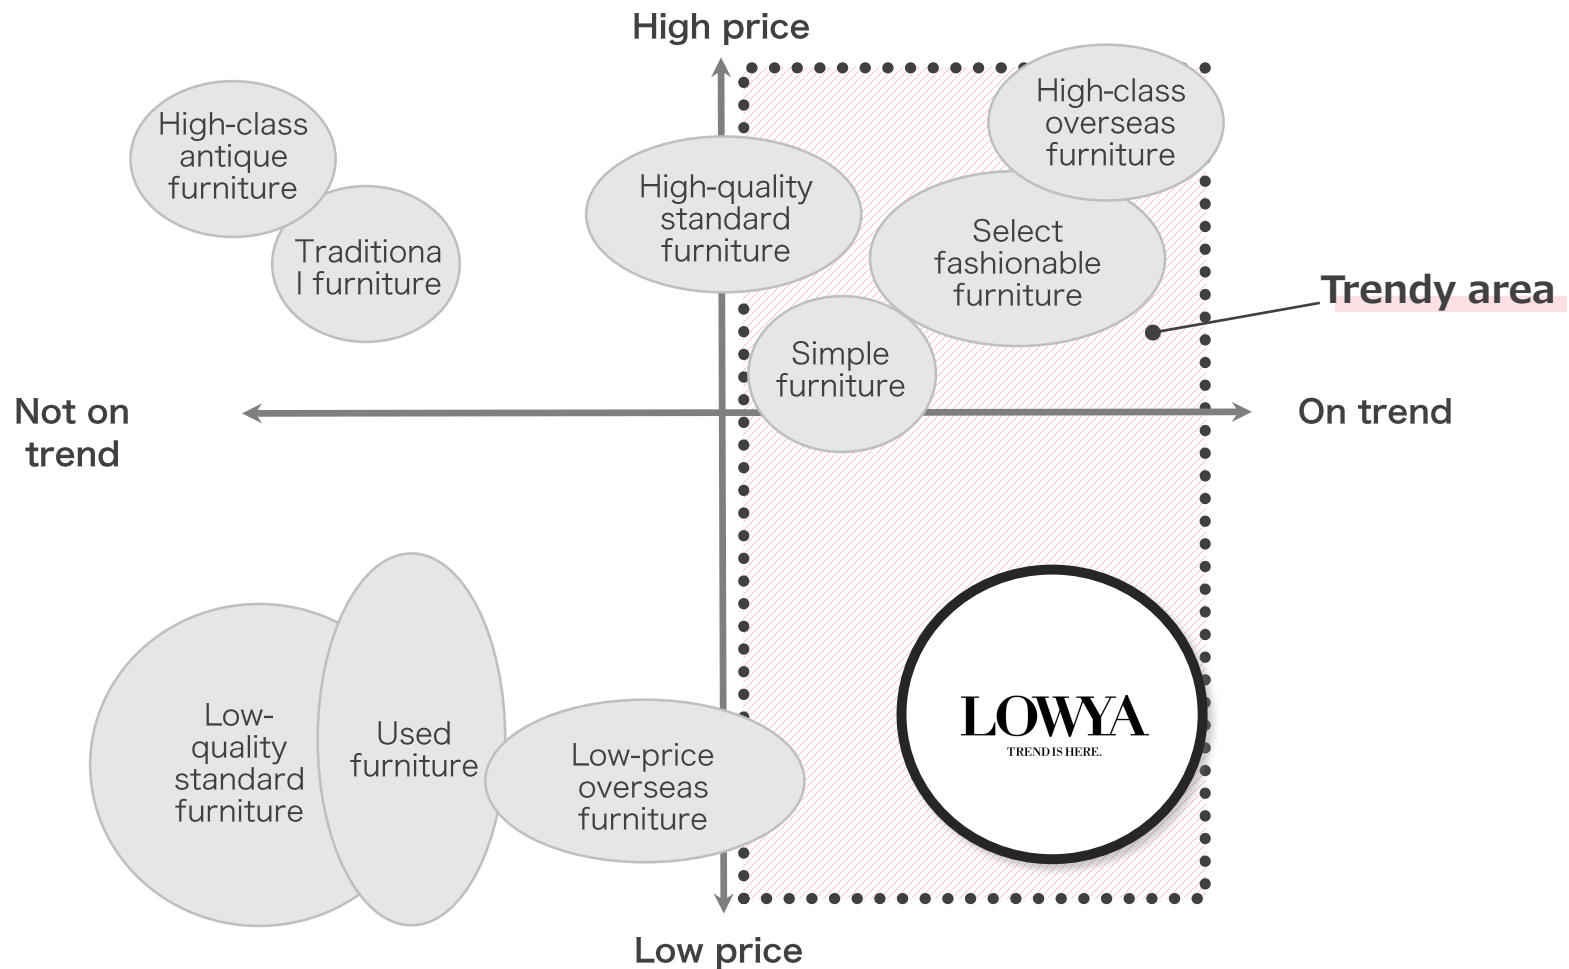 High price
High-class
antique
furniture
Traditiona
l furniture
High-quality
standard
furniture
High-class
overseas
furniture
Select
fashionable
furniture
Simple
furniture
Trendy area
Not on
trend
On trend
Low-
quality
standard
furniture
Used
furniture
Low-price
overseas
furniture
LOWYA
TREND IS HERE.
Low price